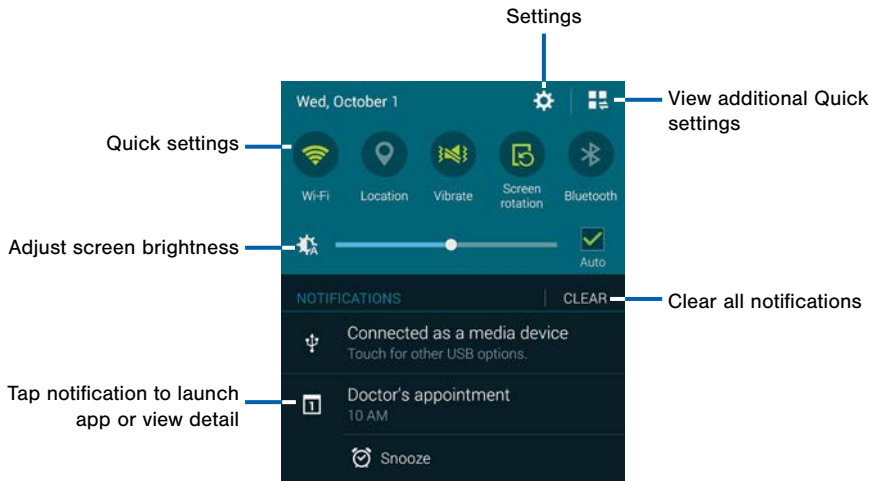 Settings
Wed, October 1
View additional Quick
settings
Quick settings
Wi-Fi
Location
Vibrate
Screen
rotation
Bluetooth
Adjust screen brightness
A
Auto
NOTIFICATIONS
CLEAR
Clear all notifications
Connected as a media device
Touch for other USB options.
Tap notification to launch
app or view detail
1
Doctor's appointment
10 AM
Snooze